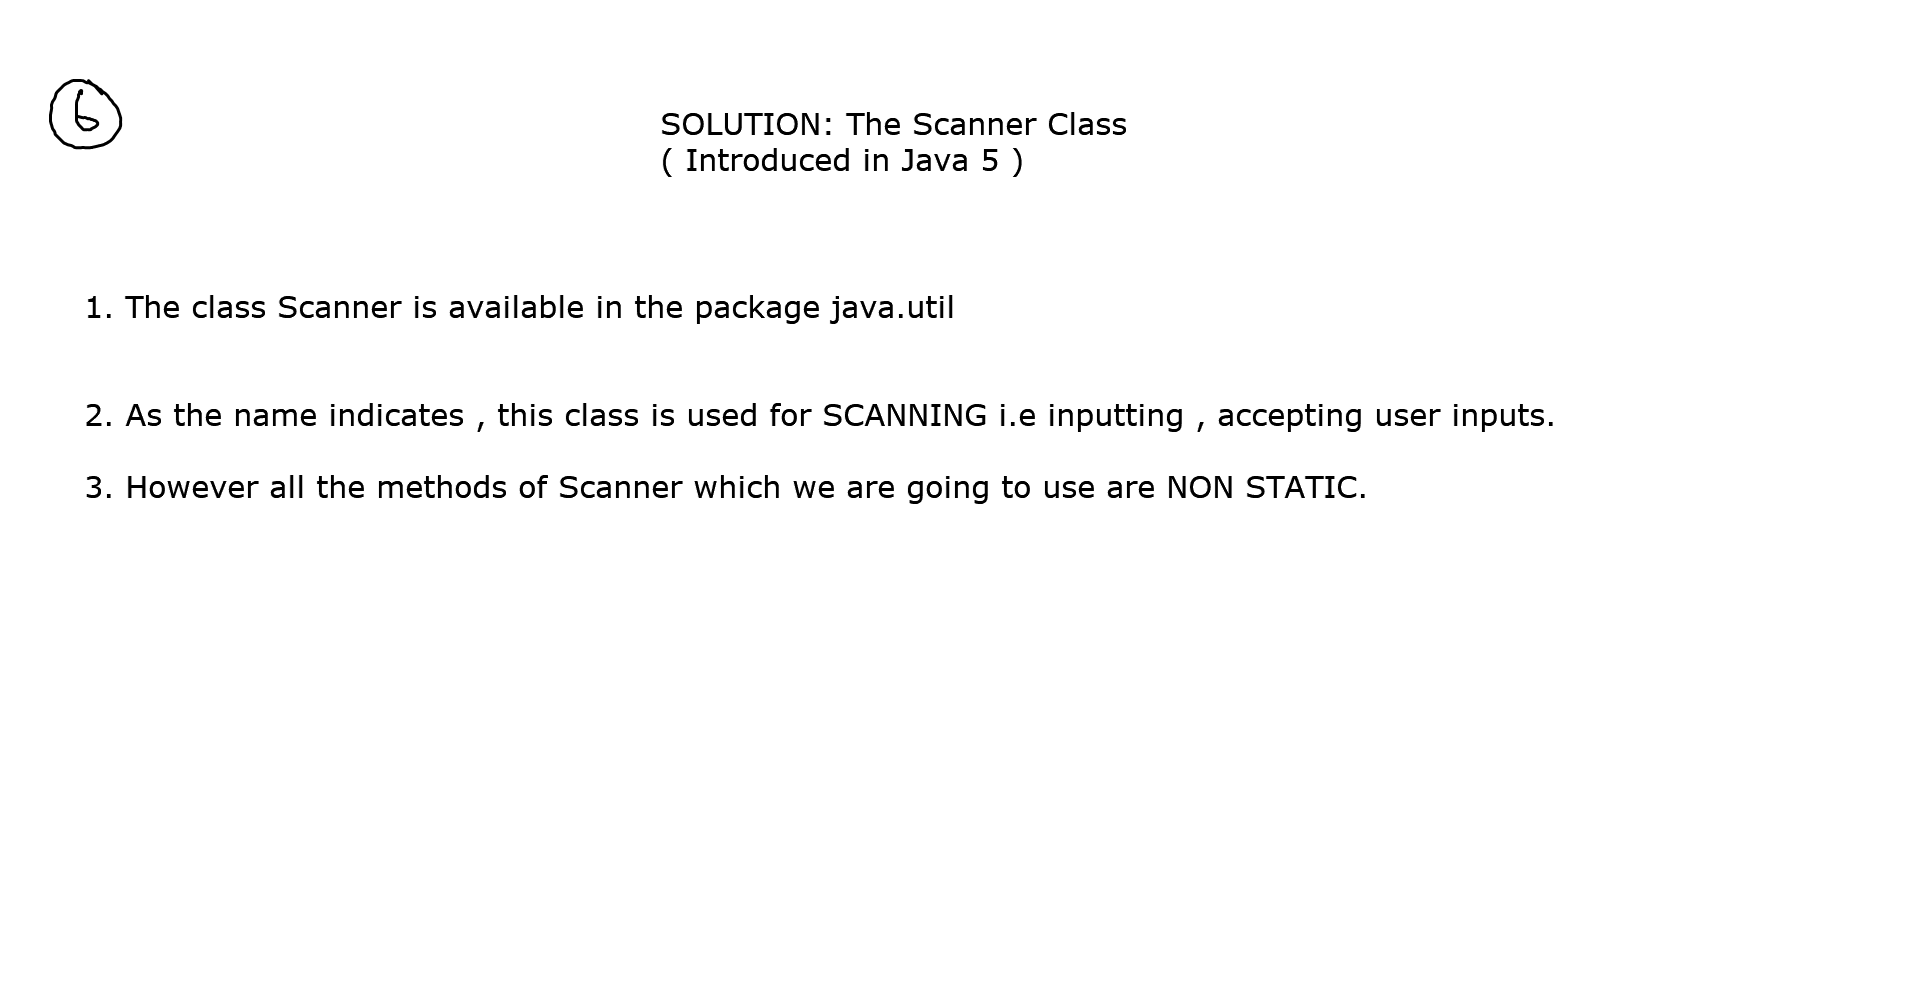 6
SOLUTION: The Scanner Class
( Introduced in Java 5 )
1. The class Scanner is available in the package java.util
2. As the name indicates , this class is used for SCANNING i.e inputting , accepting user inputs.
3. However all the methods of Scanner which we are going to use are NON STATIC.